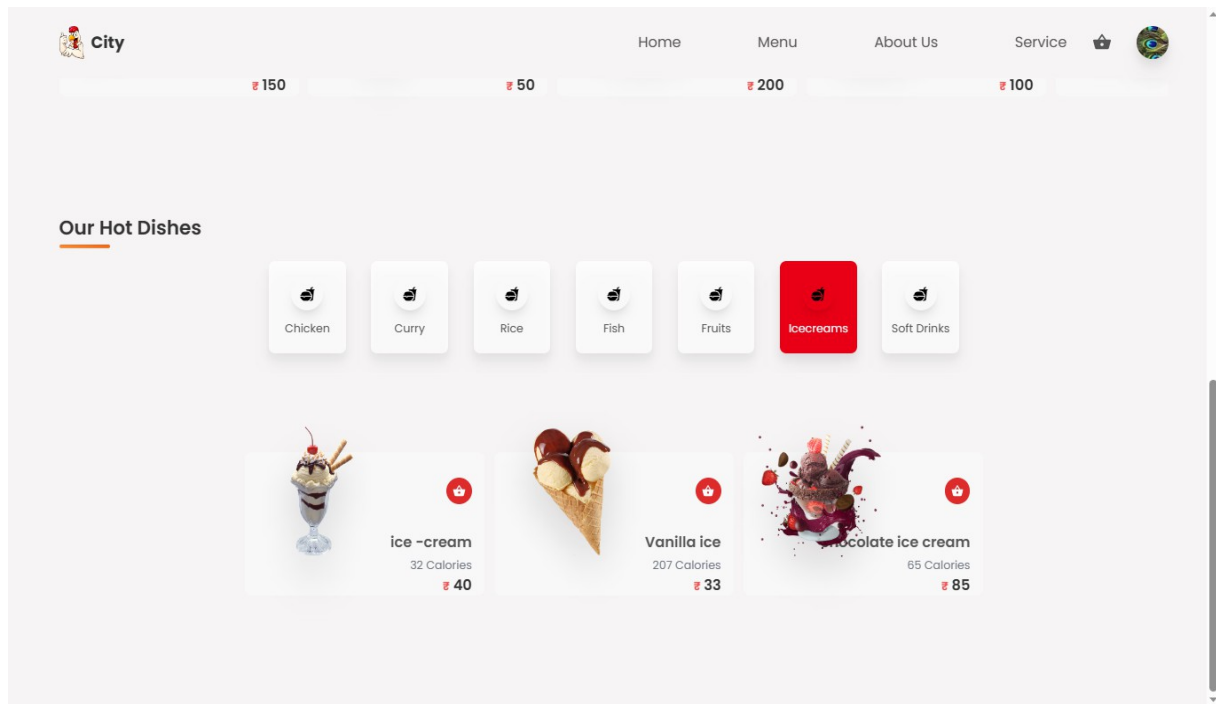 City
Home
Menu
About Us
Service
₹ 150
₹ 50
₹ 200
₹ 100
Our Hot Dishes
Chicken
Curry
Rice
Fish
Fruits
Icecreams
Soft Drinks
ice -cream
32 Calories
₹ 40
Vanilla ice
207 Calories
₹ 33
Chocolate ice cream
65 Calories
₹ 85